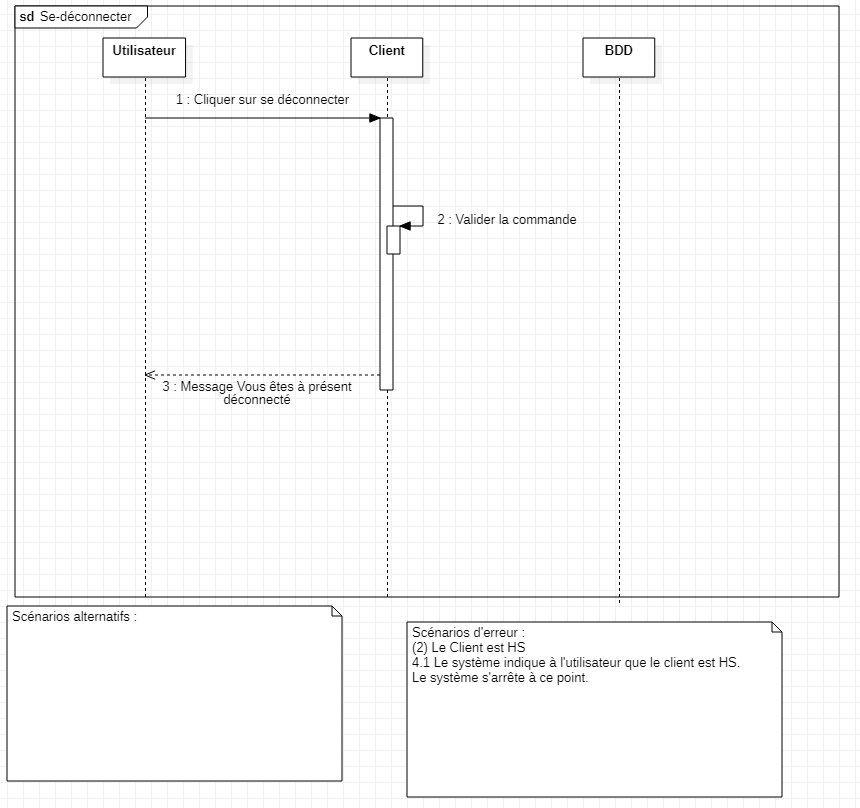 sd Se-déconnecter
Utilisateur
Client
BDD
1 : Cliquer sur se déconnecter
2 : Valider la commande
3 : Message Vous êtes à présent
déconnecté
Scénarios alternatifs :
Scénarios d'erreur :
(2) Le Client est HS
4.1 Le système indique à l'utilisateur que le client est HS.
Le système s'arrête à ce point.